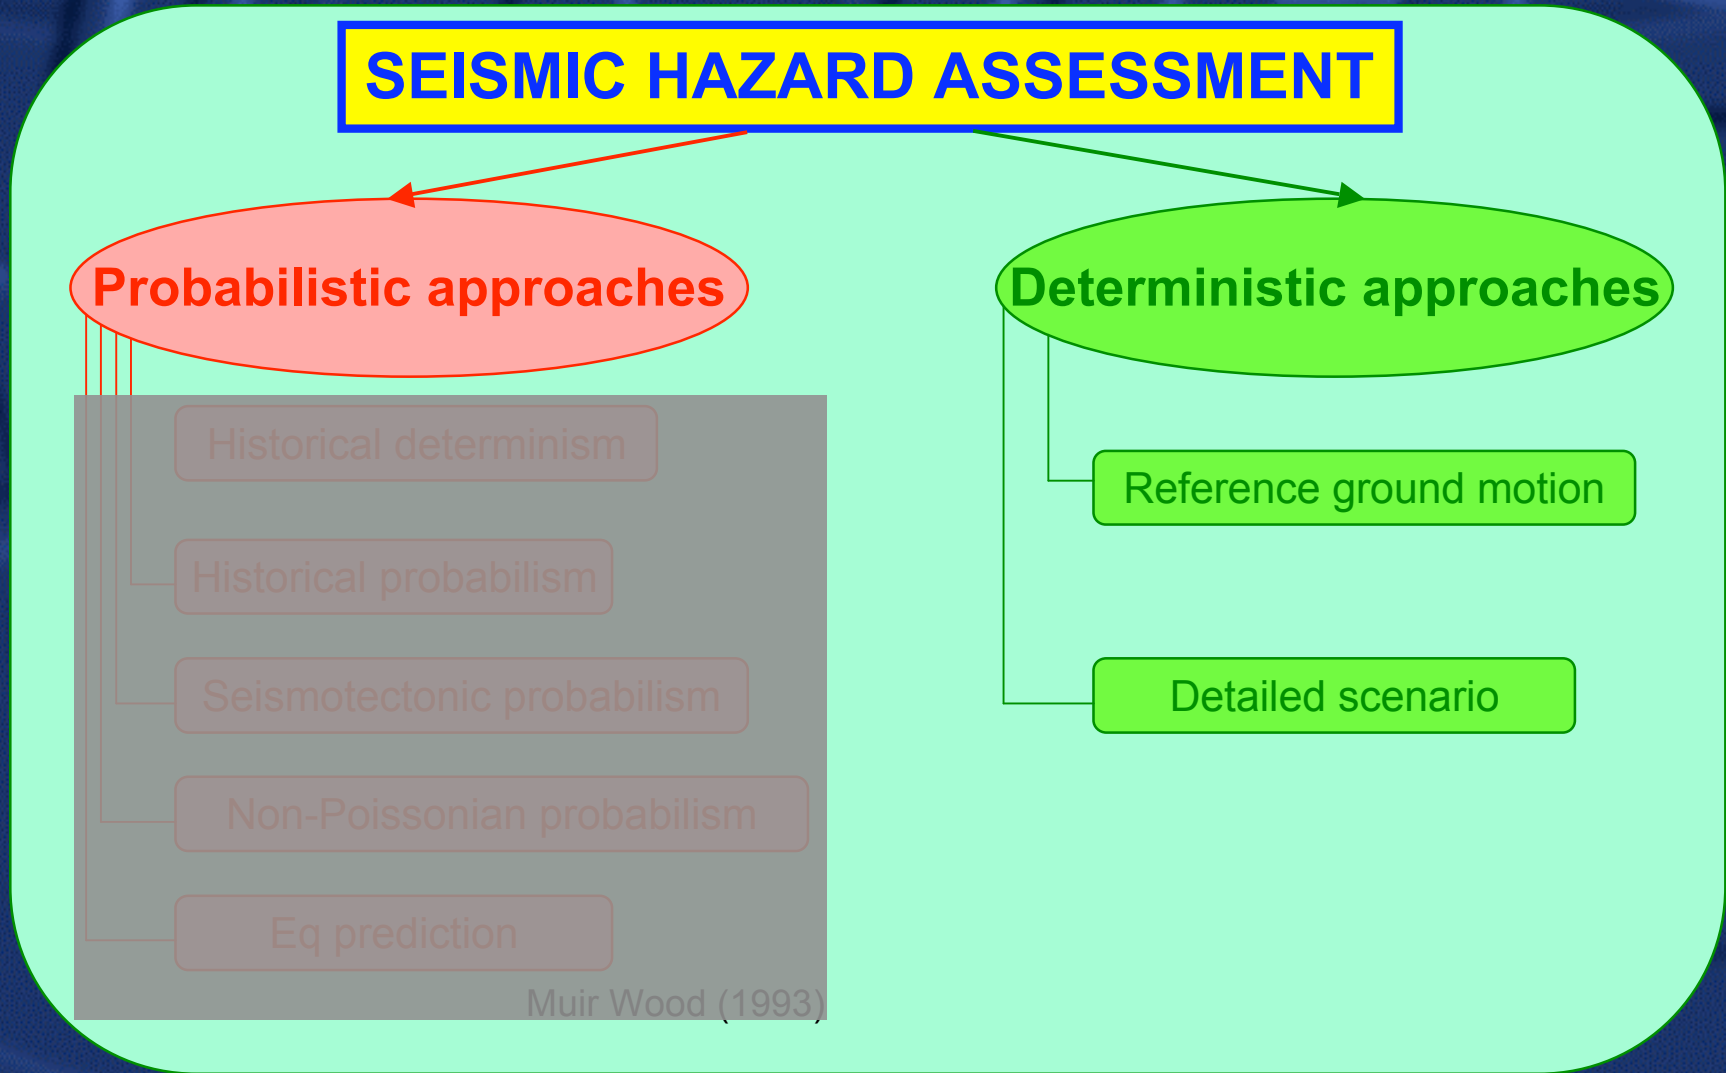 SEISMIC HAZARD ASSESSMENT
Probabilistic approaches
Historical determinism
Historical probabilism
Seismotectonic probabilism
Non-Poissonian probabilism
Eq prediction
Muir Wood (1993)
Deterministic approaches
Reference ground motion
Detailed scenario